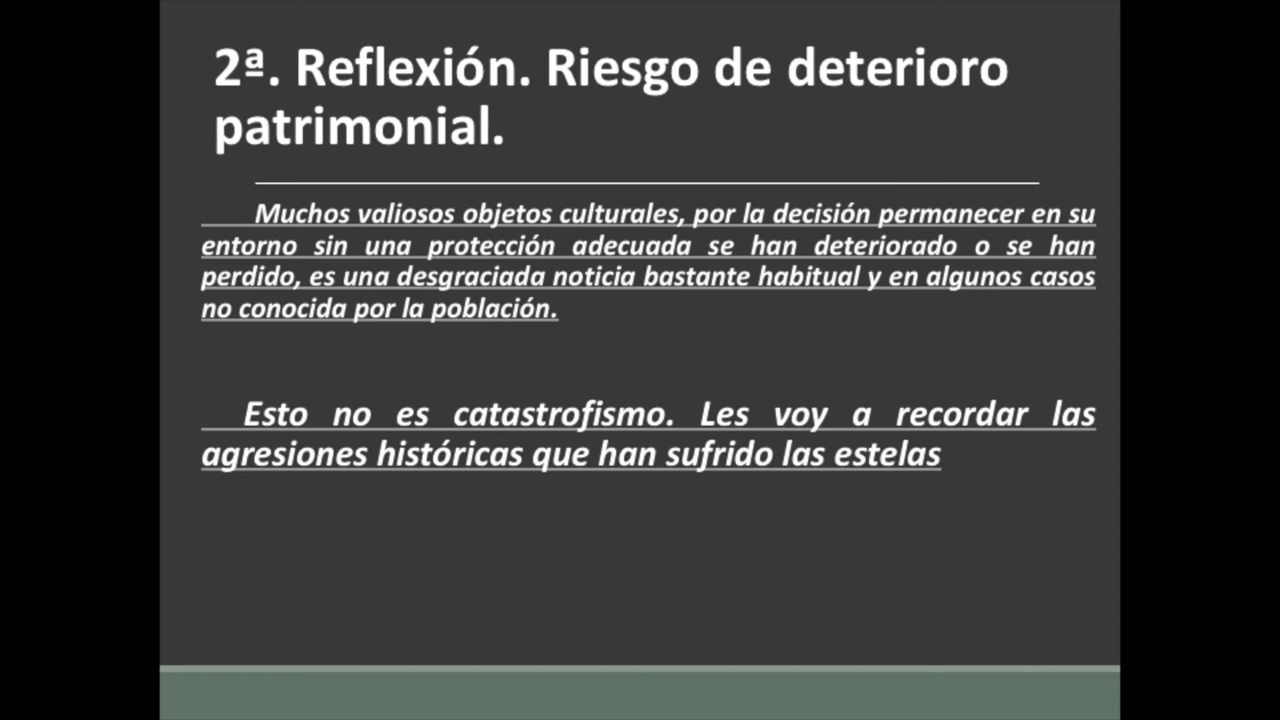 2ª. Reflexión. Riesgo de deterioro
patrimonial.
Muchos valiosos objetos culturales, por la decisión permanecer en su
entorno sin una protección adecuada se han deteriorado o se han
perdido, es una desgraciada noticia bastante habitual y en algunos casos
no conocida por la población.
Esto no es catastrofismo. Les voy a recordar las
agresiones históricas que han sufrido las estelas